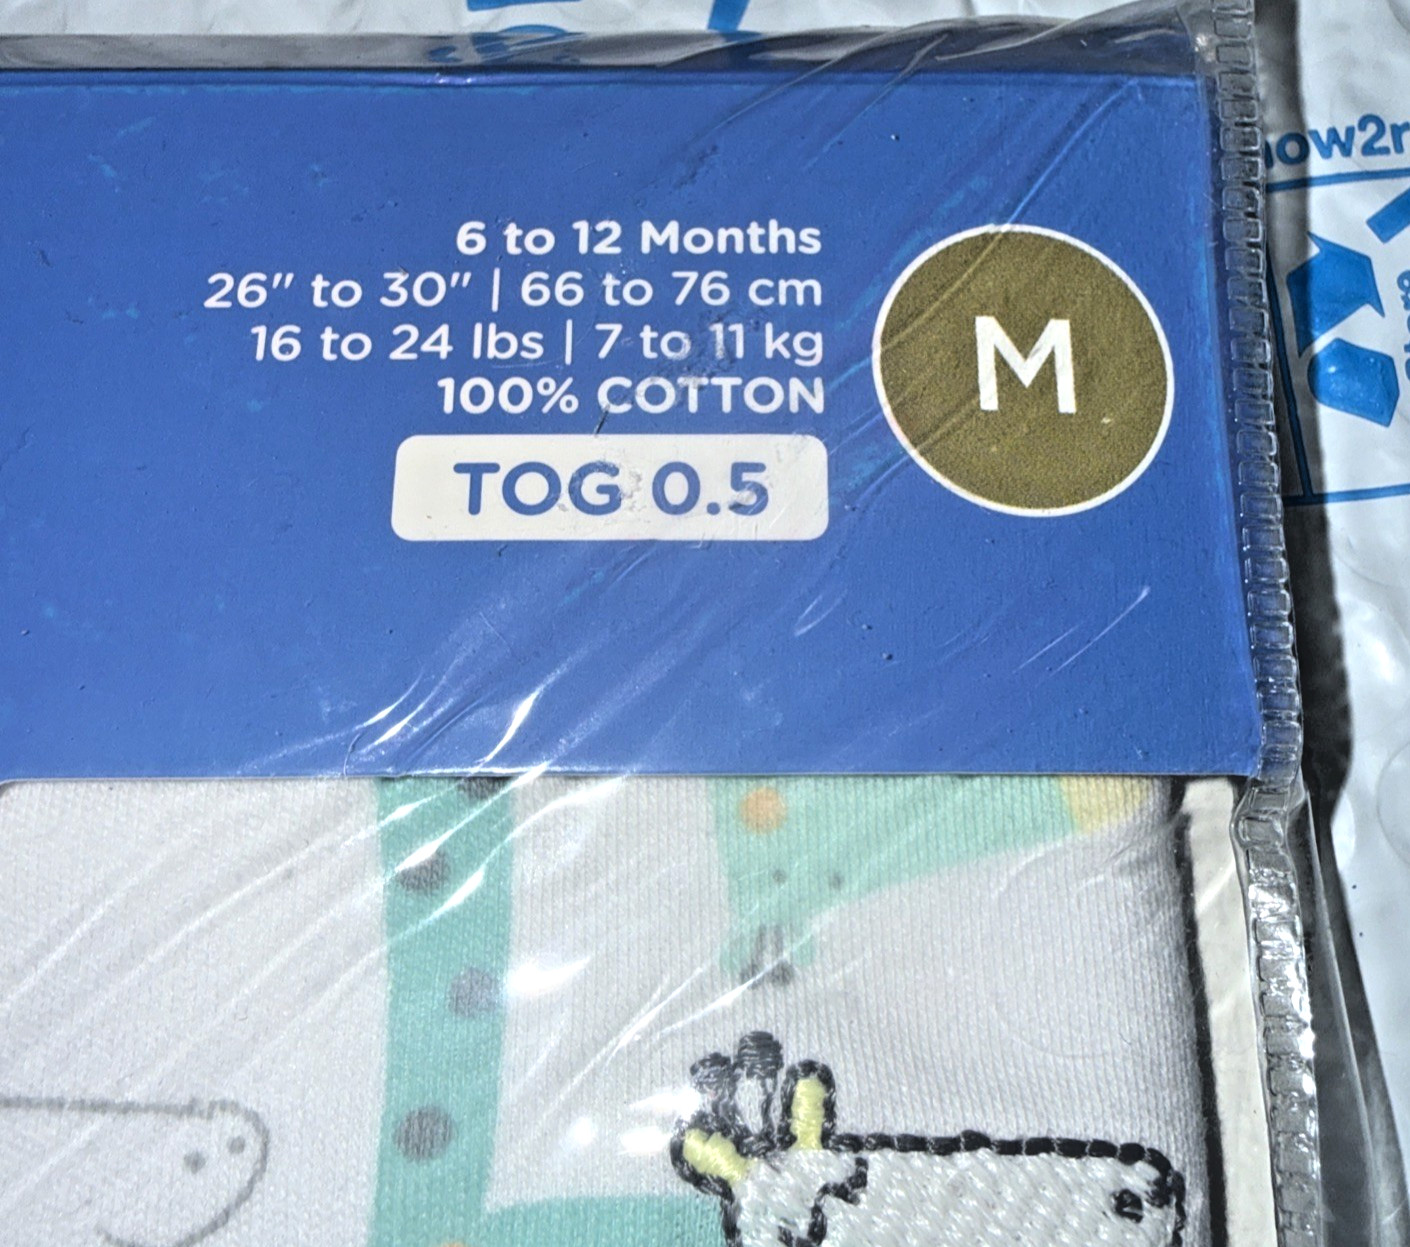 6 to 12 Months
26" to 30" | 66 to 76 cm
16 to 24 lbs | 7 to 11 kg
100% COTTON
TOG 0.5
M